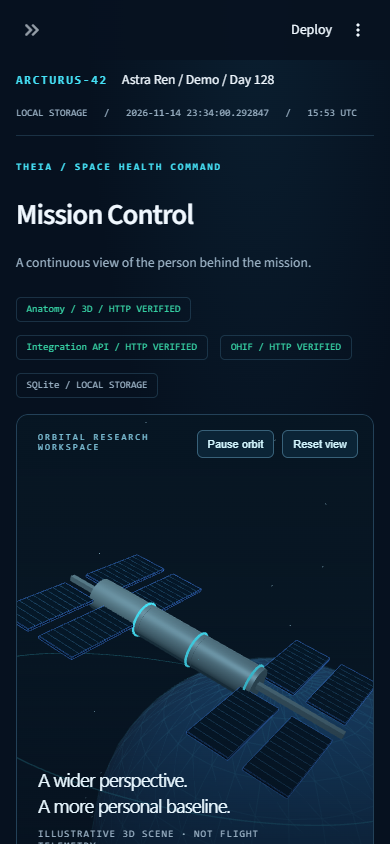 Deploy
ARCTURUS-42 Astra Ren / Demo / Day 128
LOCAL STORAGE / 2026-11-14 23:34:00.292847 / 15:53 UTC
THEIA / SPACE HEALTH COMMAND
Mission Control
A continuous view of the person behind the mission.
Anatomy / 3D / HTTP VERIFIED
Integration API / HTTP VERIFIED OHIF / HTTP VERIFIED
SQLite / LOCAL STORAGE
ORBITAL RESEARCH
WORKSPACE
Pause orbit Reset view
A wider perspective.
A more personal baseline.
ILLUSTRATIVE 3D SCENE · NOT FLIGHT
TELEMETRY